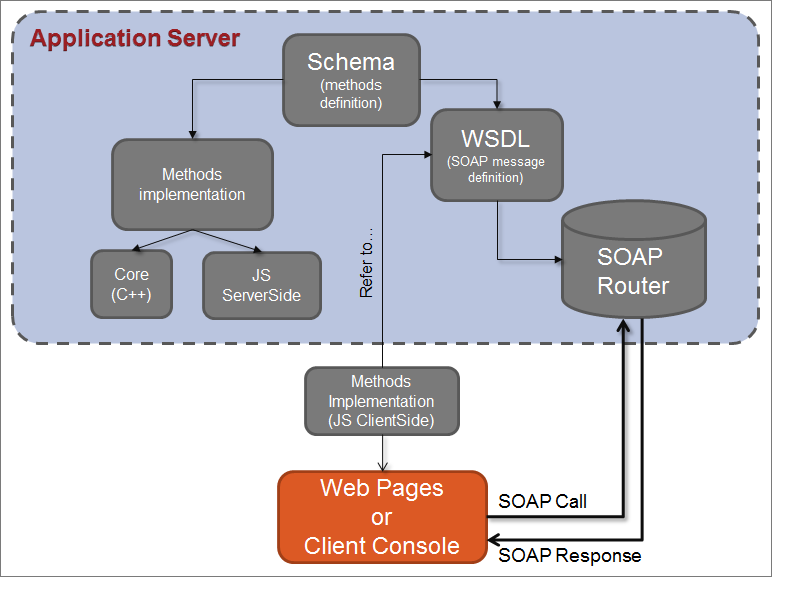 Application Server
Schema
(methods
definition)
WSDL
(SOAP message
definition)
Methods
implementation
Core
(C++)
JS
ServerSide
SOAP
Router
Refer to...
Methods
Implementation
(JS ClientSide)
Web Pages
or
Client Console
SOAP Call
SOAP Response